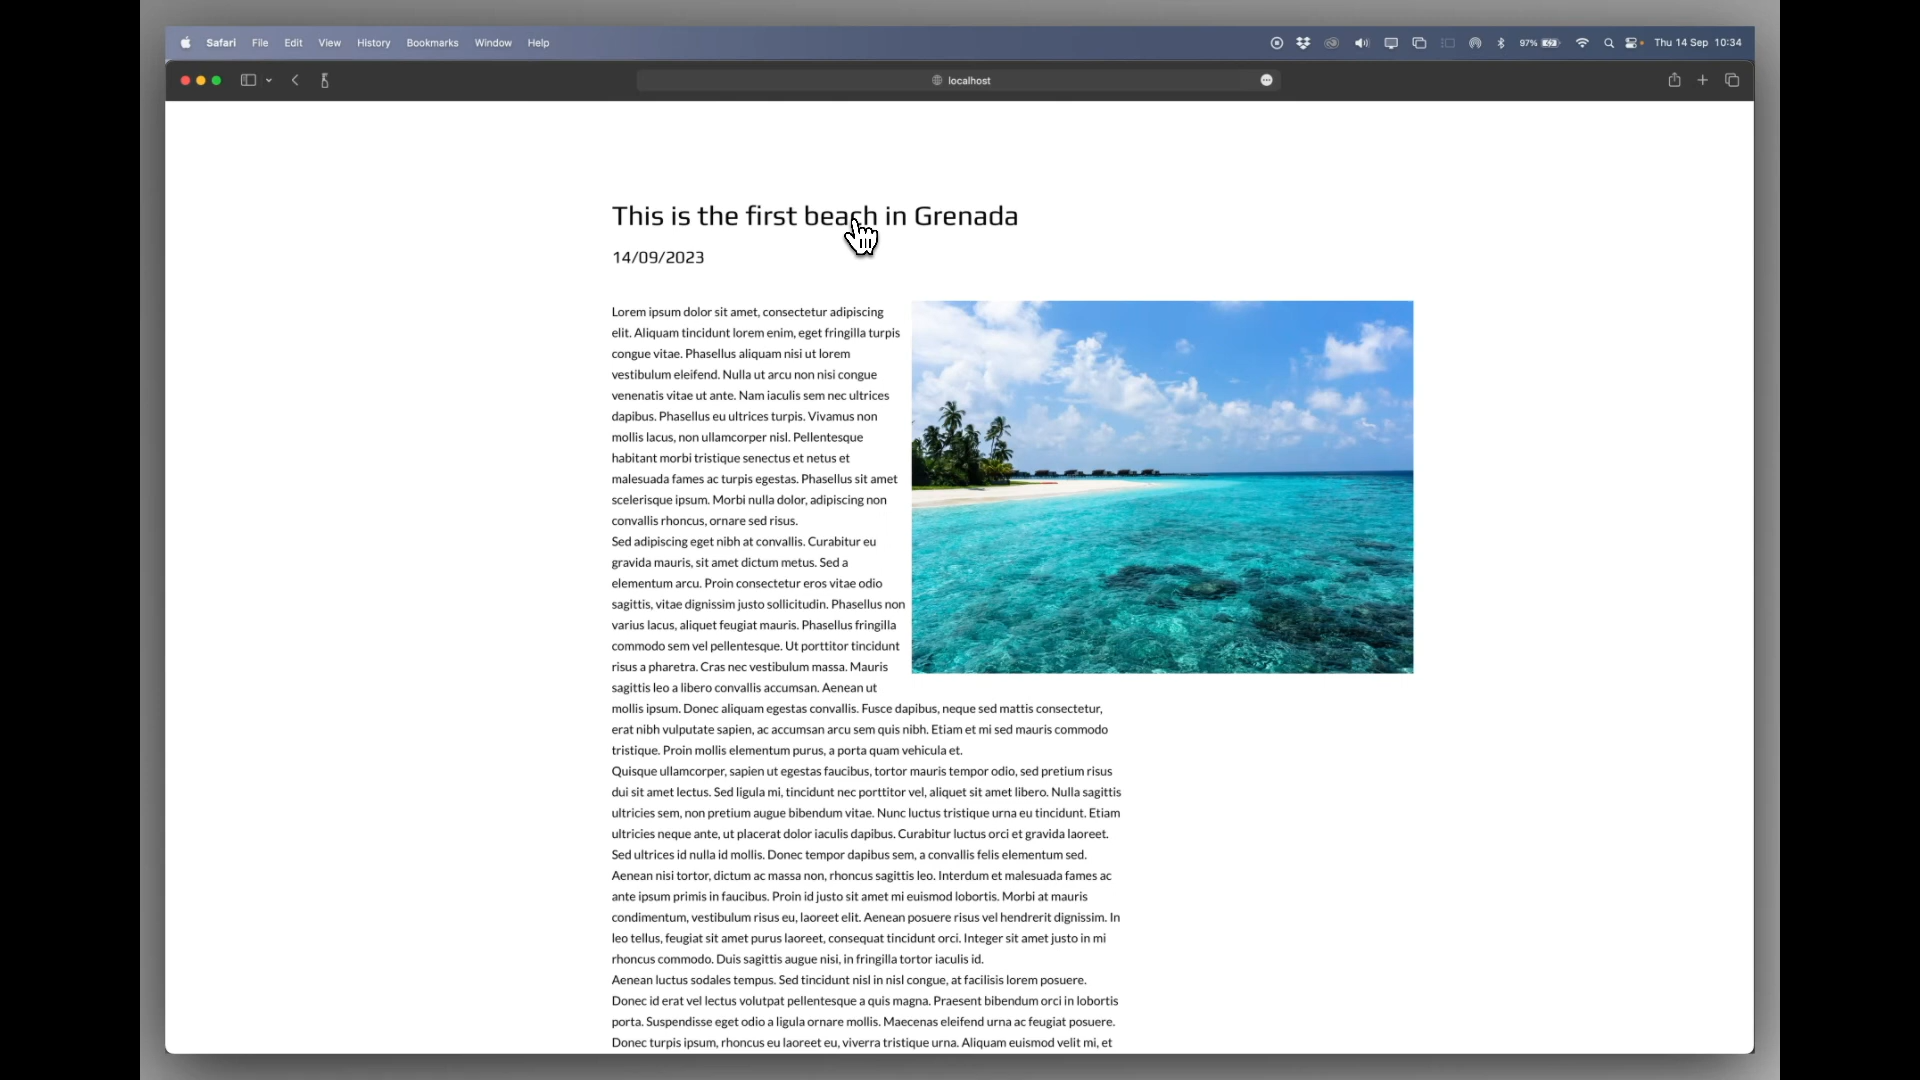 Safari File Edit View History Bookmarks Window Help 97% Thu 14 Sep 10:34
localhost
This is the first beach in Grenada
14/09/2023
Lorem ipsum dolor sit amet, consectetur adipiscing
elit. Aliquam tincidunt lorem enim, eget fringilla turpis
congue vitae. Phasellus aliquam nisi ut lorem
vestibulum eleifend. Nulla ut arcu non nisi congue
venenatis vitae ut ante. Nam iaculis sem nec ultrices
dapibus. Phasellus eu ultrices turpis. Vivamus non
mollis lacus, non ullamcorper nisl. Pellentesque
habitant morbi tristique senectus et netus et
malesuada fames ac turpis egestas. Phasellus sit amet
scelerisque ipsum. Morbi nulla dolor, adipiscing non
convallis rhoncus, ornare sed risus.
Sed adipiscing eget nibh at convallis. Curabitur eu
gravida mauris, sit amet dictum metus. Sed a
elementum arcu. Proin consectetur eros vitae odio
sagittis, vitae dignissim justo sollicitudin. Phasellus non
varius lacus, aliquet feugiat mauris. Phasellus fringilla
commodo sem vel pellentesque. Ut porttitor tincidunt
risus a pharetra. Cras nec vestibulum massa. Mauris
sagittis leo a libero convallis accumsan. Aenean ut
mollis ipsum. Donec aliquam egestas convallis. Fusce dapibus, neque sed mattis consectetur,
erat nibh vulputate sapien, ac accumsan arcu sem quis nibh. Etiam et mi sed mauris commodo
tristique. Proin mollis elementum purus, a porta quam vehicula et.
Quisque ullamcorper, sapien ut egestas faucibus, tortor mauris tempor odio, sed pretium risus
dui sit amet lectus. Sed ligula mi, tincidunt nec porttitor vel, aliquet sit amet libero. Nulla sagittis
ultricies sem, non pretium augue bibendum vitae. Nunc luctus tristique urna eu tincidunt. Etiam
ultricies neque ante, ut placerat dolor iaculis dapibus. Curabitur luctus orci et gravida laoreet.
Sed ultrices id nulla id mollis. Donec tempor dapibus sem, a convallis felis elementum sed.
Aenean nisi tortor, dictum ac massa non, rhoncus sagittis leo. Interdum et malesuada fames ac
ante ipsum primis in faucibus. Proin id justo sit amet mi euismod lobortis. Morbi at mauris
condimentum, vestibulum risus eu, laoreet elit. Aenean posuere risus vel hendrerit dignissim. In
leo tellus, feugiat sit amet purus laoreet, consequat tincidunt orci. Integer sit amet justo in mi
rhoncus commodo. Duis sagittis augue nisi, in fringilla tortor iaculis id.
Aenean luctus sodales tempus. Sed tincidunt nisl in nisl congue, at facilisis lorem posuere.
Donec id erat vel lectus volutpat pellentesque a quis magna. Praesent bibendum orci in lobortis
porta. Suspendisse eget odio a ligula ornare mollis. Maecenas eleifend urna ac feugiat posuere.
Donec turpis ipsum, rhoncus eu laoreet eu, viverra tristique urna. Aliquam euismod velit mi, et